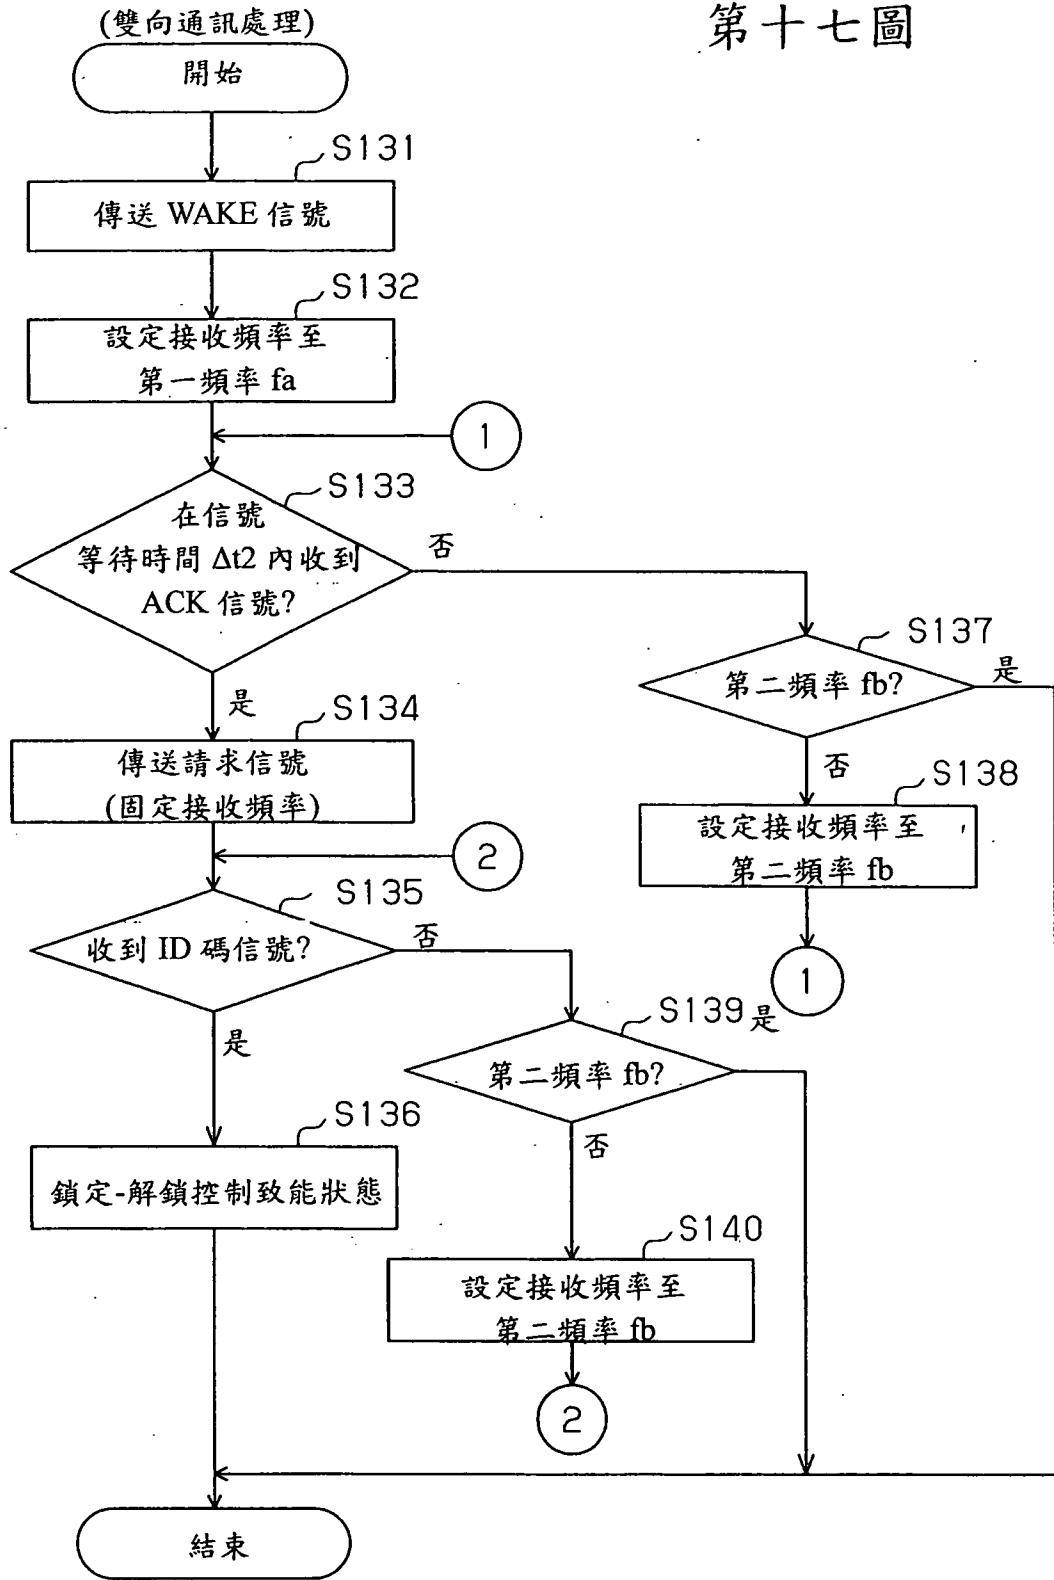 第十七圖
(雙向通訊處理)
開始
S131
傳送 WAKE 信號
S132
設定接收頻率至
第一頻率 fa
1
S133
在信號
等待時間 Δt2 內收到
ACK 信號?
否
是
S137
第二頻率 fb?
是
否
S134
傳送請求信號
(固定接收頻率)
S138
設定接收頻率至
第二頻率 fb
1
2
S135
收到 ID 碼信號?
否
是
S139
是
第二頻率 fb?
否
S136
鎖定-解鎖控制致能狀態
S140
設定接收頻率至
第二頻率 fb
2
結束